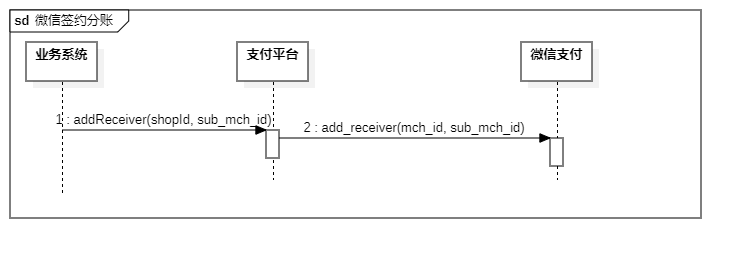 sd 微信签约分账
业务系统
支付平台
微信支付
1 : addReceiver(shopId, sub_mch_id)
2 : add_receiver(mch_id, sub_mch_id)